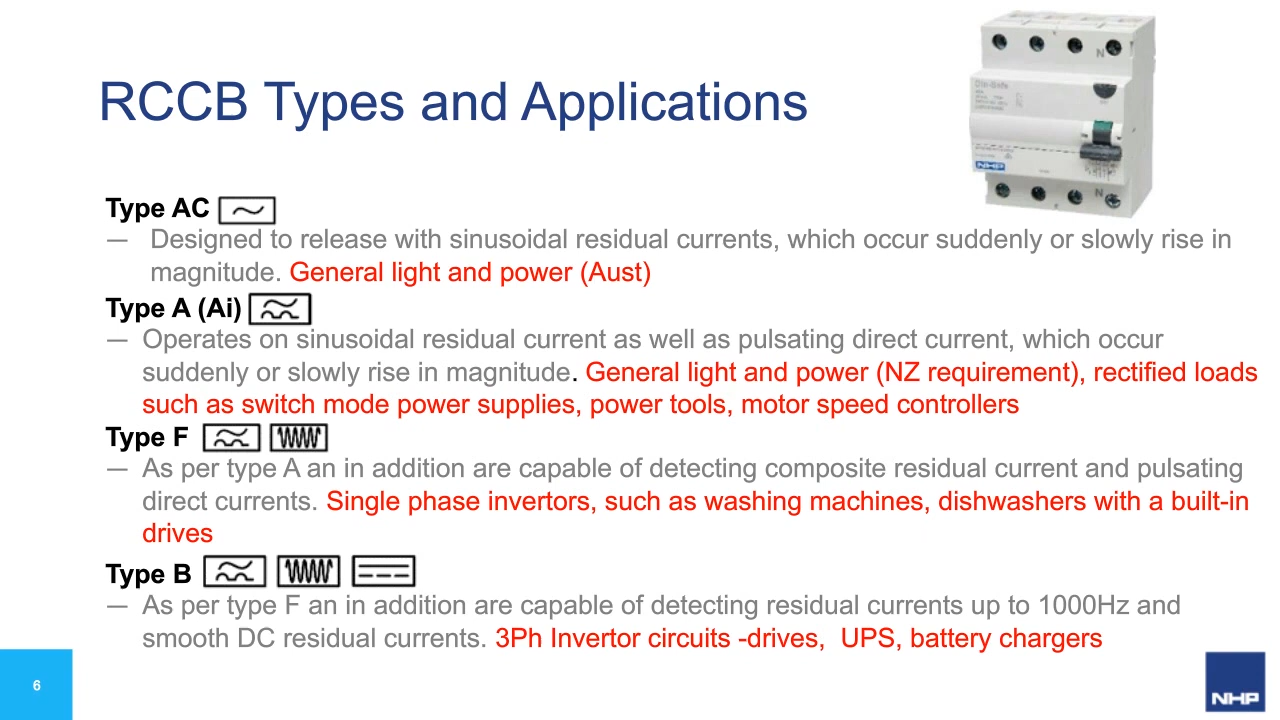 RCCB Types and Applications
N
NHP
N
Type AC
— Designed to release with sinusoidal residual currents, which occur suddenly or slowly rise in
magnitude. General light and power (Aust)
Type A (Ai)
— Operates on sinusoidal residual current as well as pulsating direct current, which occur
suddenly or slowly rise in magnitude. General light and power (NZ requirement), rectified loads
such as switch mode power supplies, power tools, motor speed controllers
Type F
— As per type A an in addition are capable of detecting composite residual current and pulsating
direct currents. Single phase invertors, such as washing machines, dishwashers with a built-in
drives
Type B
— As per type F an in addition are capable of detecting residual currents up to 1000Hz and
smooth DC residual currents. 3Ph Invertor circuits -drives,  UPS, battery chargers
6
NHP